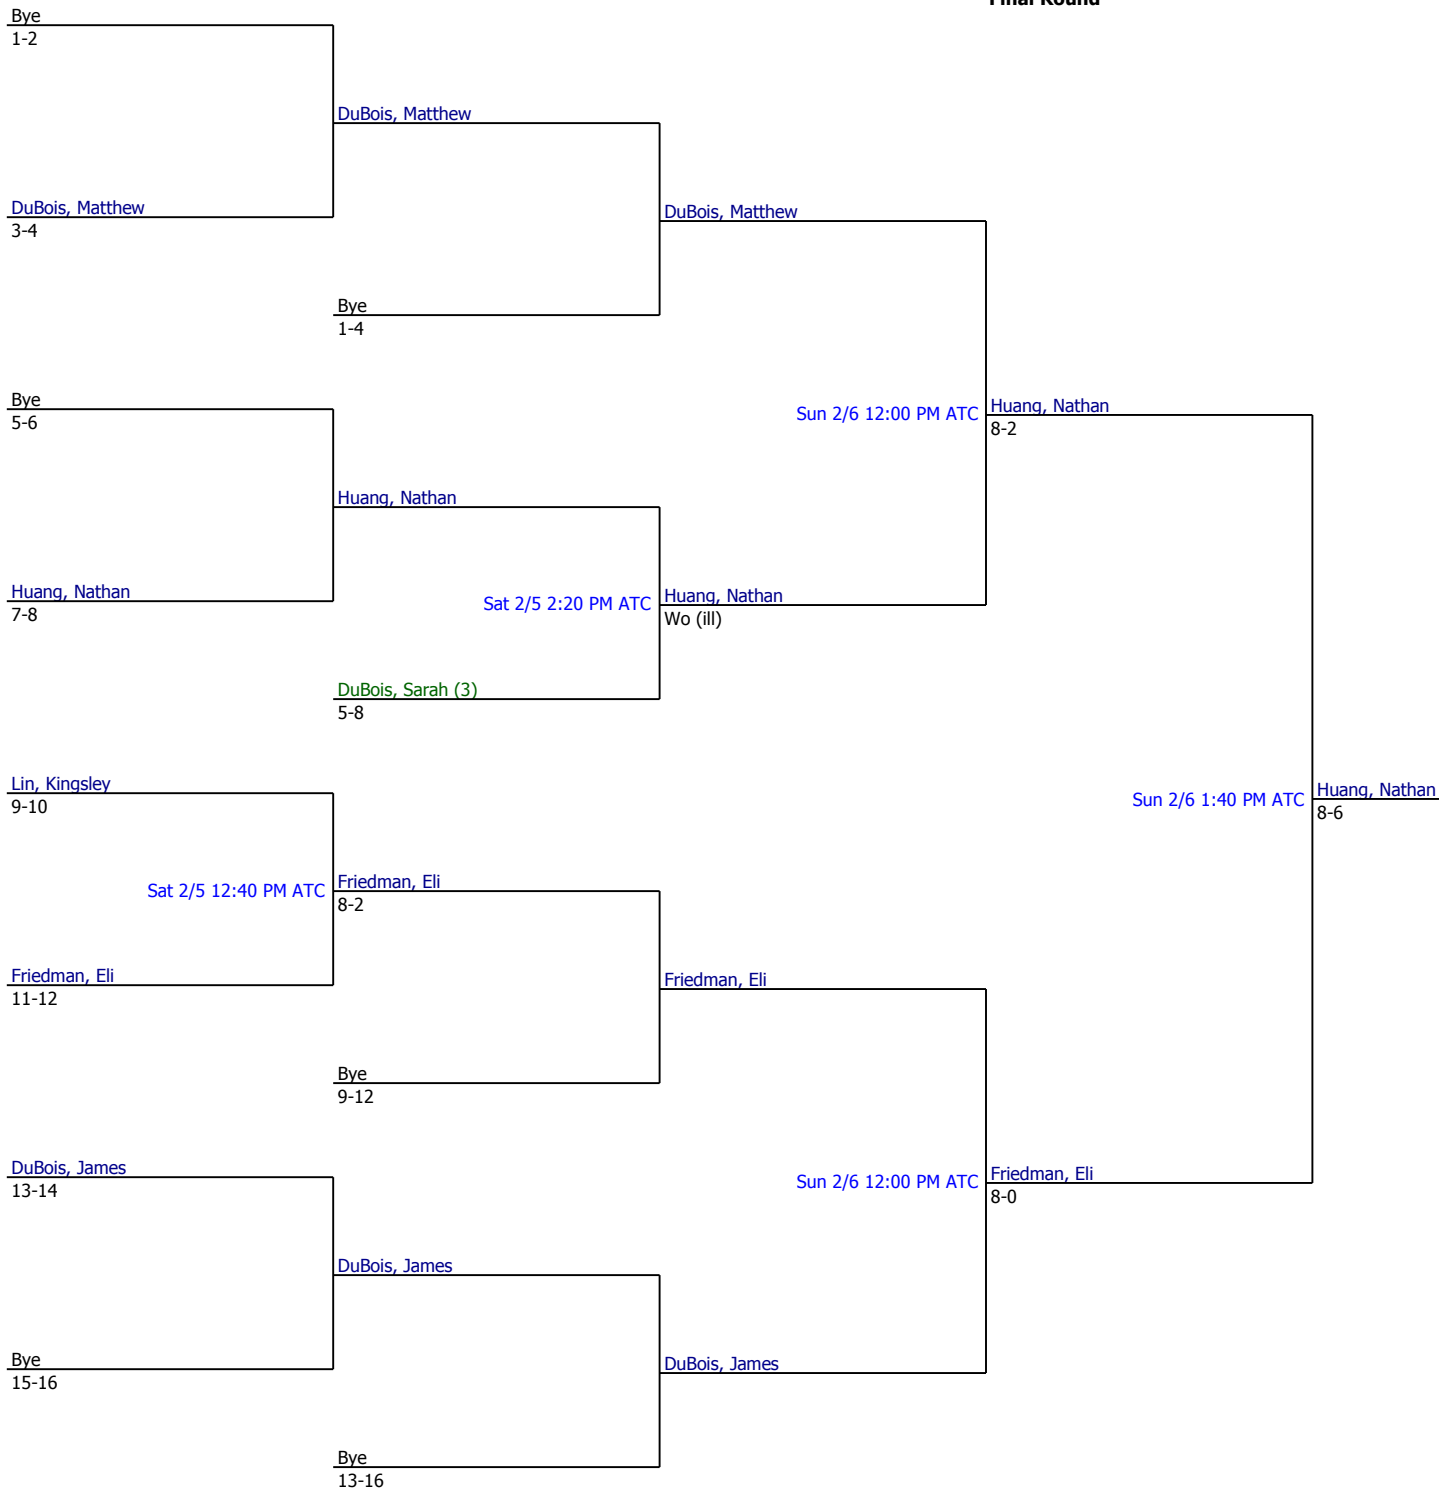 Final Round
Bye
1-2
DuBois, Matthew
DuBois, Matthew
3-4
DuBois, Matthew
Bye
1-4
Bye
5-6
Sun 2/6 12:00 PM ATC
Huang, Nathan
8-2
Huang, Nathan
Huang, Nathan
7-8
Sat 2/5 2:20 PM ATC
Huang, Nathan
Wo (ill)
DuBois, Sarah (3)
5-8
Lin, Kingsley
9-10
Sun 2/6 1:40 PM ATC
Huang, Nathan
8-6
Sat 2/5 12:40 PM ATC
Friedman, Eli
8-2
Friedman, Eli
11-12
Friedman, Eli
Bye
9-12
DuBois, James
13-14
Sun 2/6 12:00 PM ATC
Friedman, Eli
8-0
DuBois, James
Bye
15-16
DuBois, James
Bye
13-16